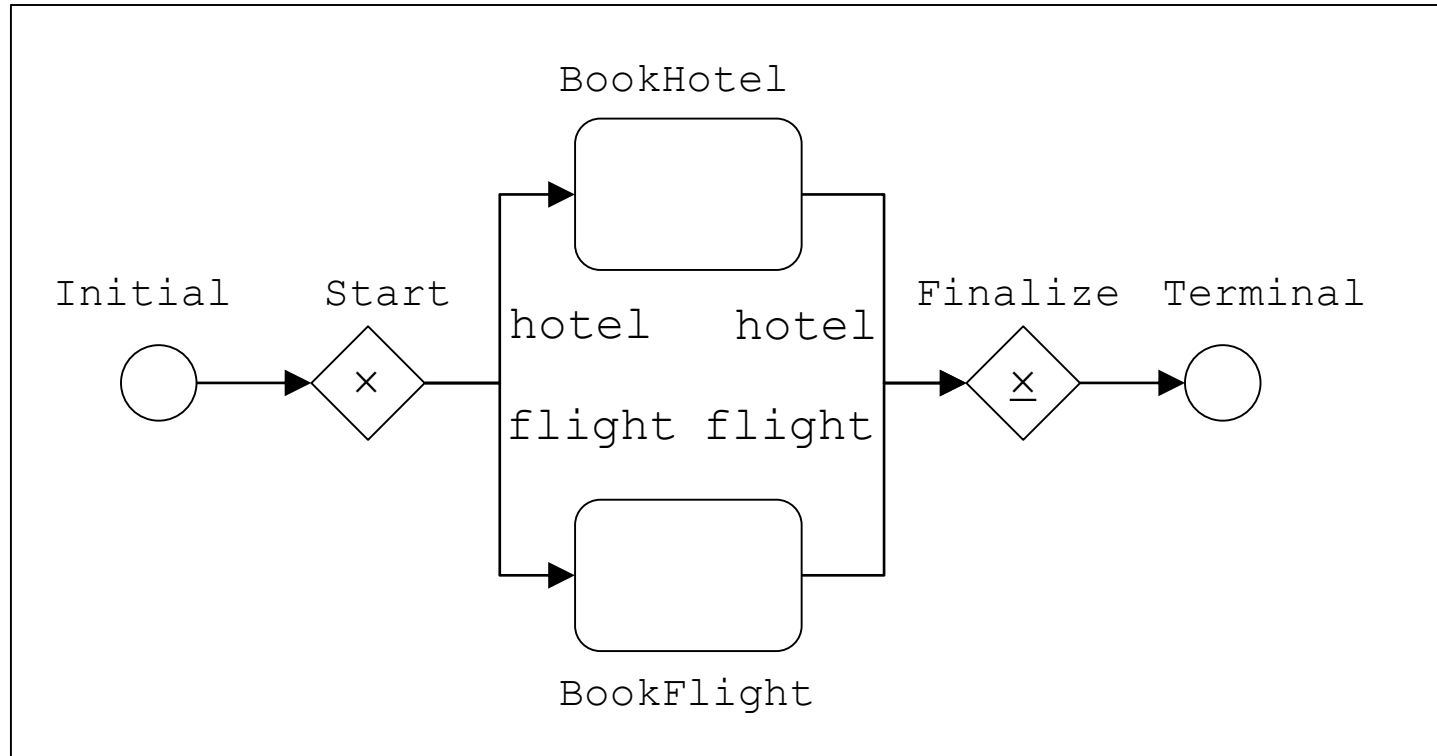 BookHotel
Initial
Start
Finalize
Terminal
hotel
hotel
×
x
flight
flight
BookFlight